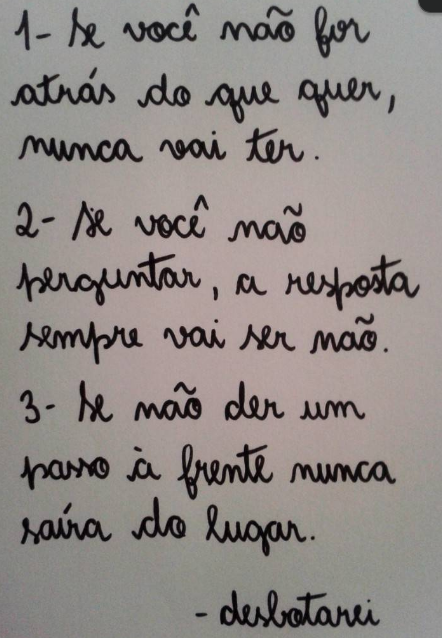 1- Se você não for
atrás do que quer,
nunca vai ter.
2- Se você não
perguntar, a resposta
sempre vai ser não.
3- Se não der um
passo à frente nunca
saíra do lugar.
- desbotarei